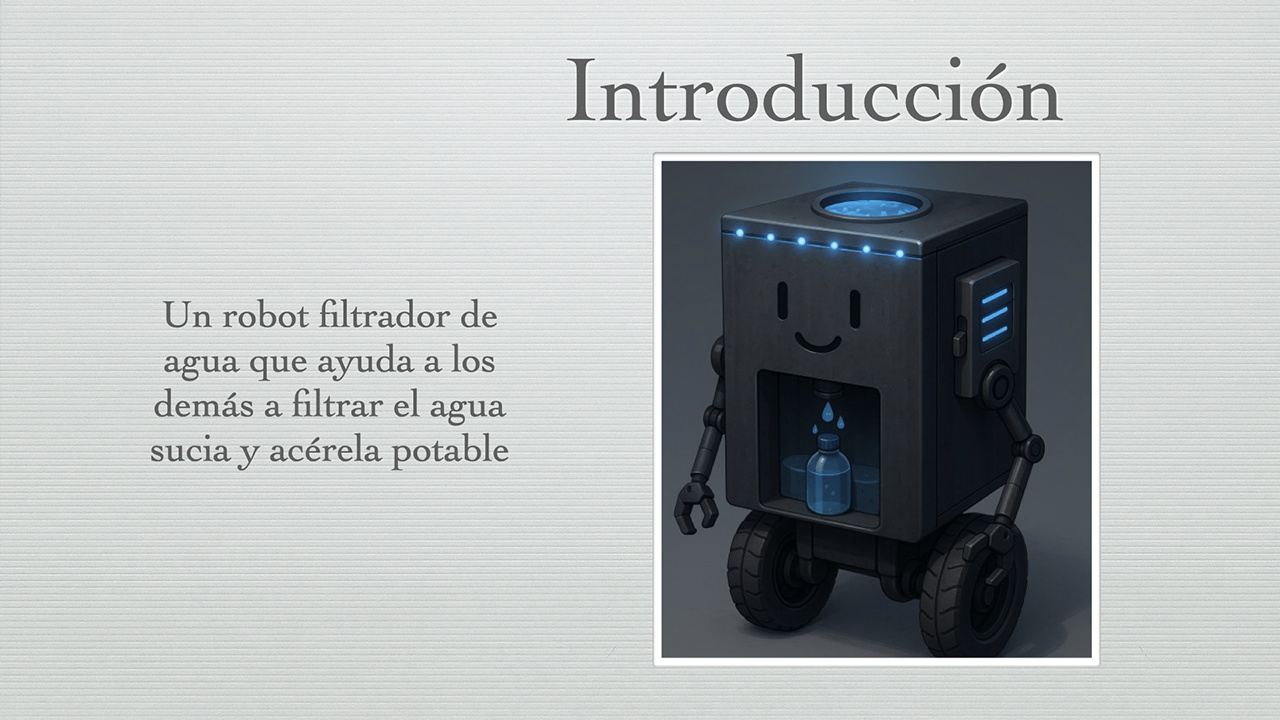 Introducción
Un robot filtrador de
agua que ayuda a los
demás a filtrar el agua
sucia y acérela potable